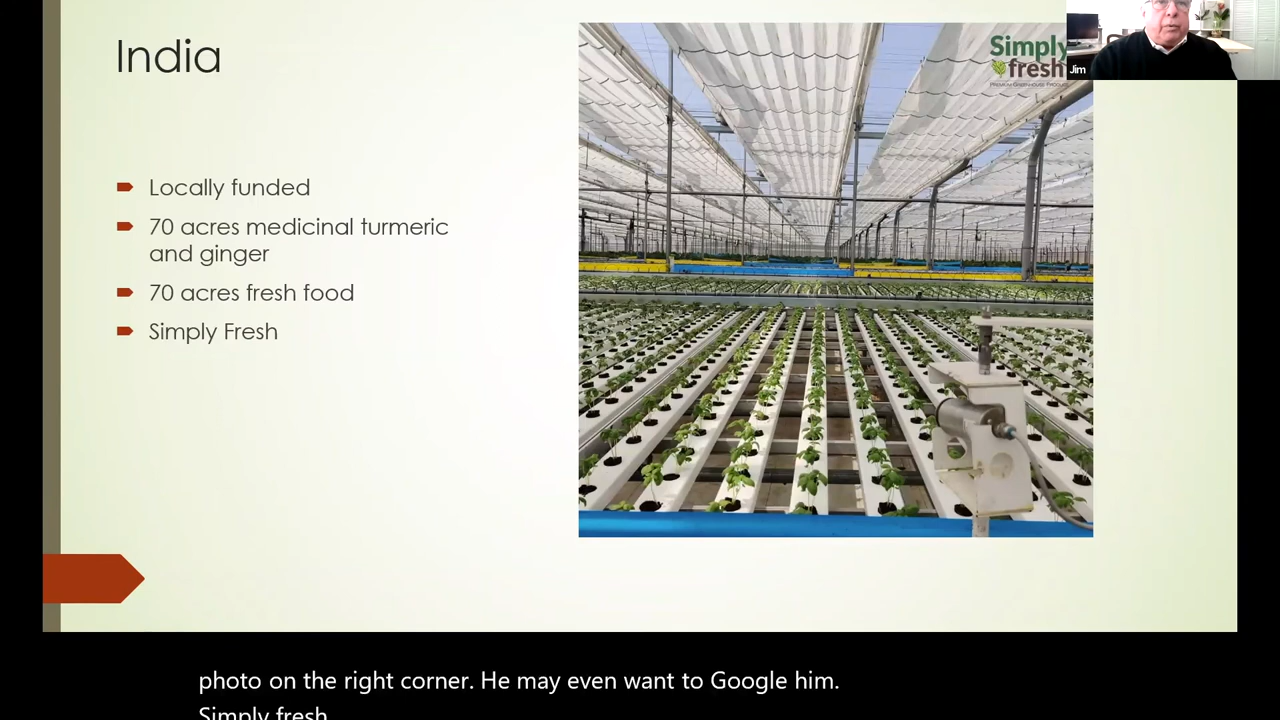 India
Locally funded
70 acres medicinal turmeric
and ginger
70 acres fresh food
Simply Fresh
Simply
fresh
Jim
photo on the right corner. He may even want to Google him.
Simply fresh